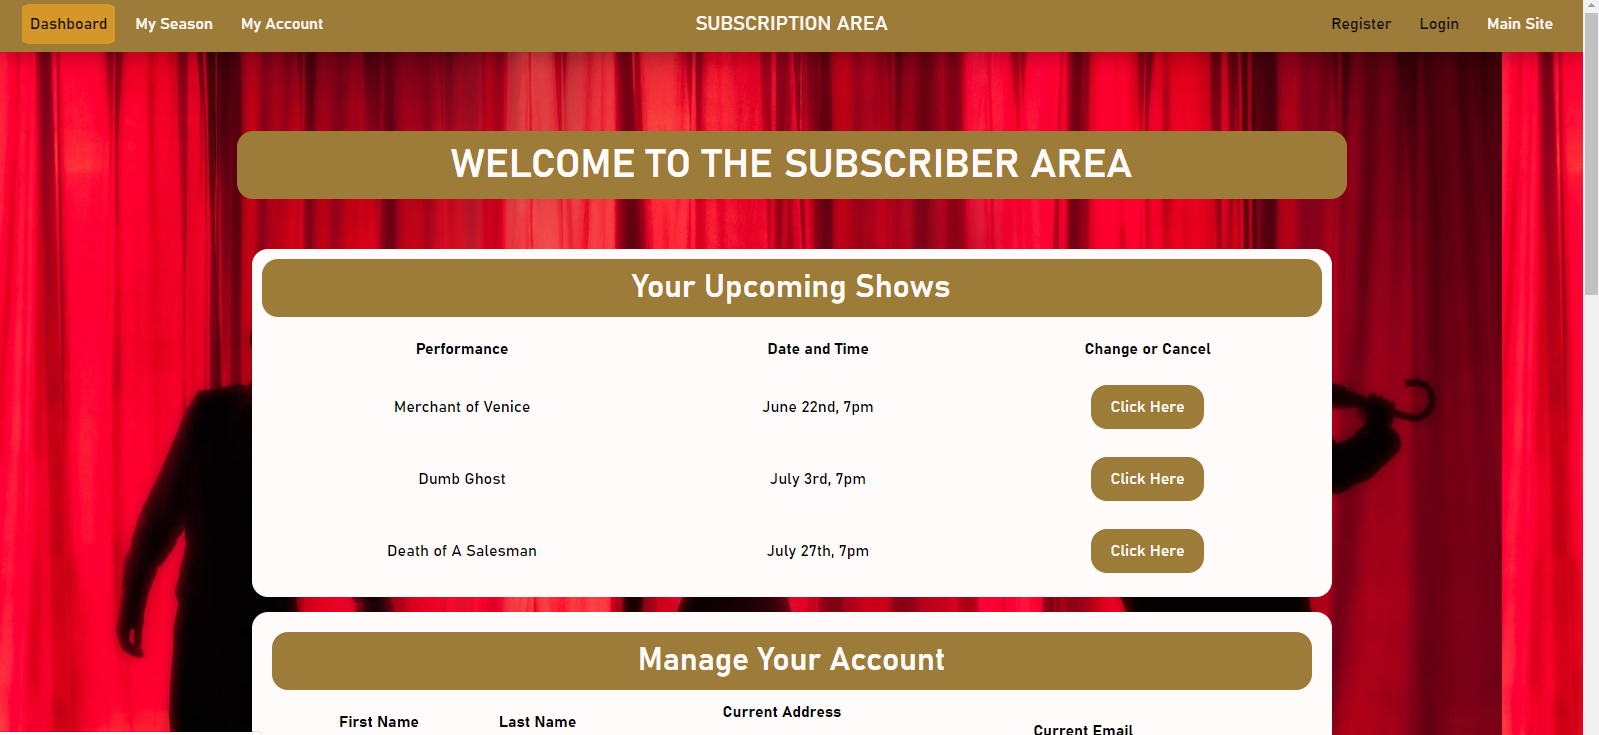 Dashboard My Season My Account SUBSCRIPTION AREA Register Login Main Site
WELCOME TO THE SUBSCRIBER AREA
Your Upcoming Shows
Performance Date and Time Change or Cancel
Merchant of Venice June 22nd, 7pm Click Here
Dumb Ghost July 3rd, 7pm Click Here
Death of A Salesman July 27th, 7pm Click Here
Manage Your Account
First Name Last Name Current Address Current Email